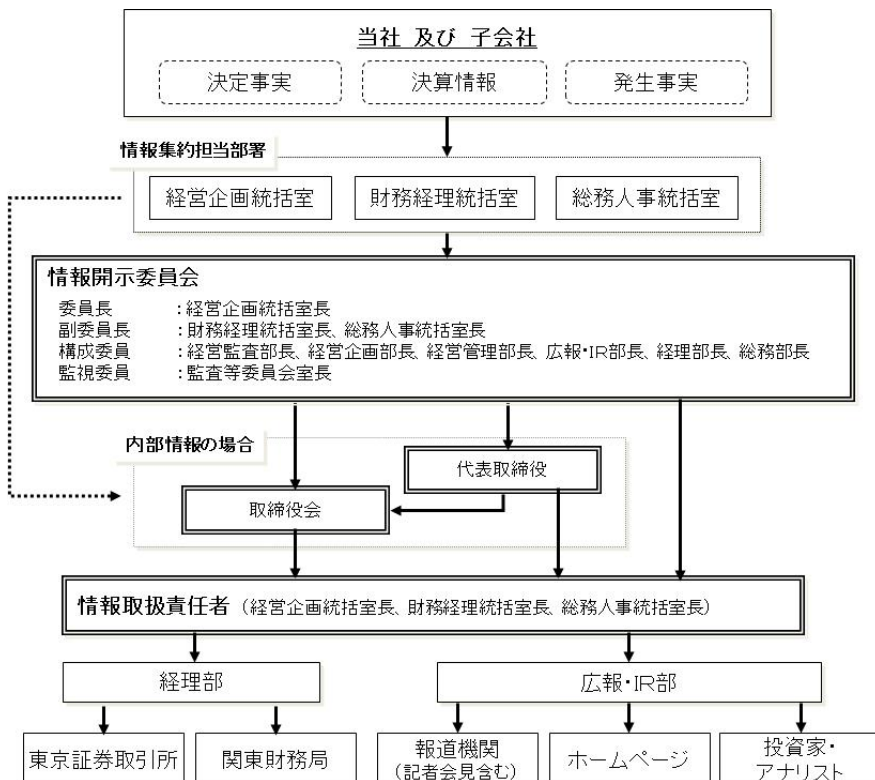 当社 及び 子会社
決定事実
決算情報
発生事実
情報集約担当部署
経営企画統括室
財務経理統括室
総務人事統括室
情報開示委員会
委員長 :経営企画統括室長
副委員長 :財務経理統括室長、総務人事統括室長
構成委員 :経営監査部長、経営企画部長、経営管理部長、広報・IR部長、経理部長、総務部長
監視委員 :監査等委員会室長
内部情報の場合
代表取締役
取締役会
情報取扱責任者 (経営企画統括室長、財務経理統括室長、総務人事統括室長)
経理部
広報・IR部
東京証券取引所
関東財務局
報道機関
(記者会見含む)
ホームページ
投資家・
アナリスト